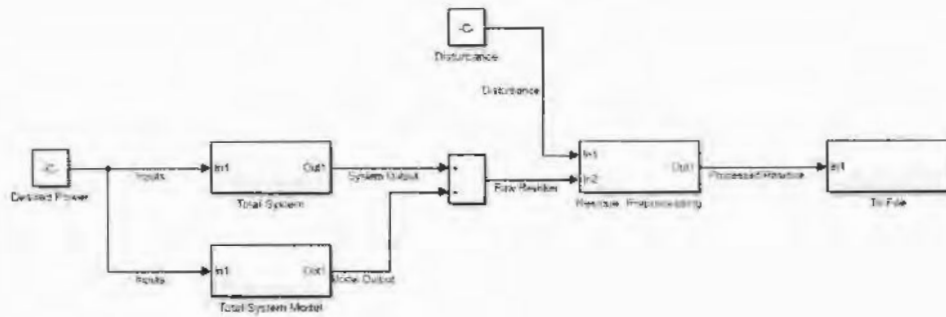 -C-
Disturbance
Disturbance
In1
In2
Out1
Residue Preprocessing
Processed Residue
In1
To File
-C-
Desired Power
Inputs
In1
Out1
Total System
System Output
+
-
Raw Residue
Inputs
In1
Out1
Total System Model
Model Output